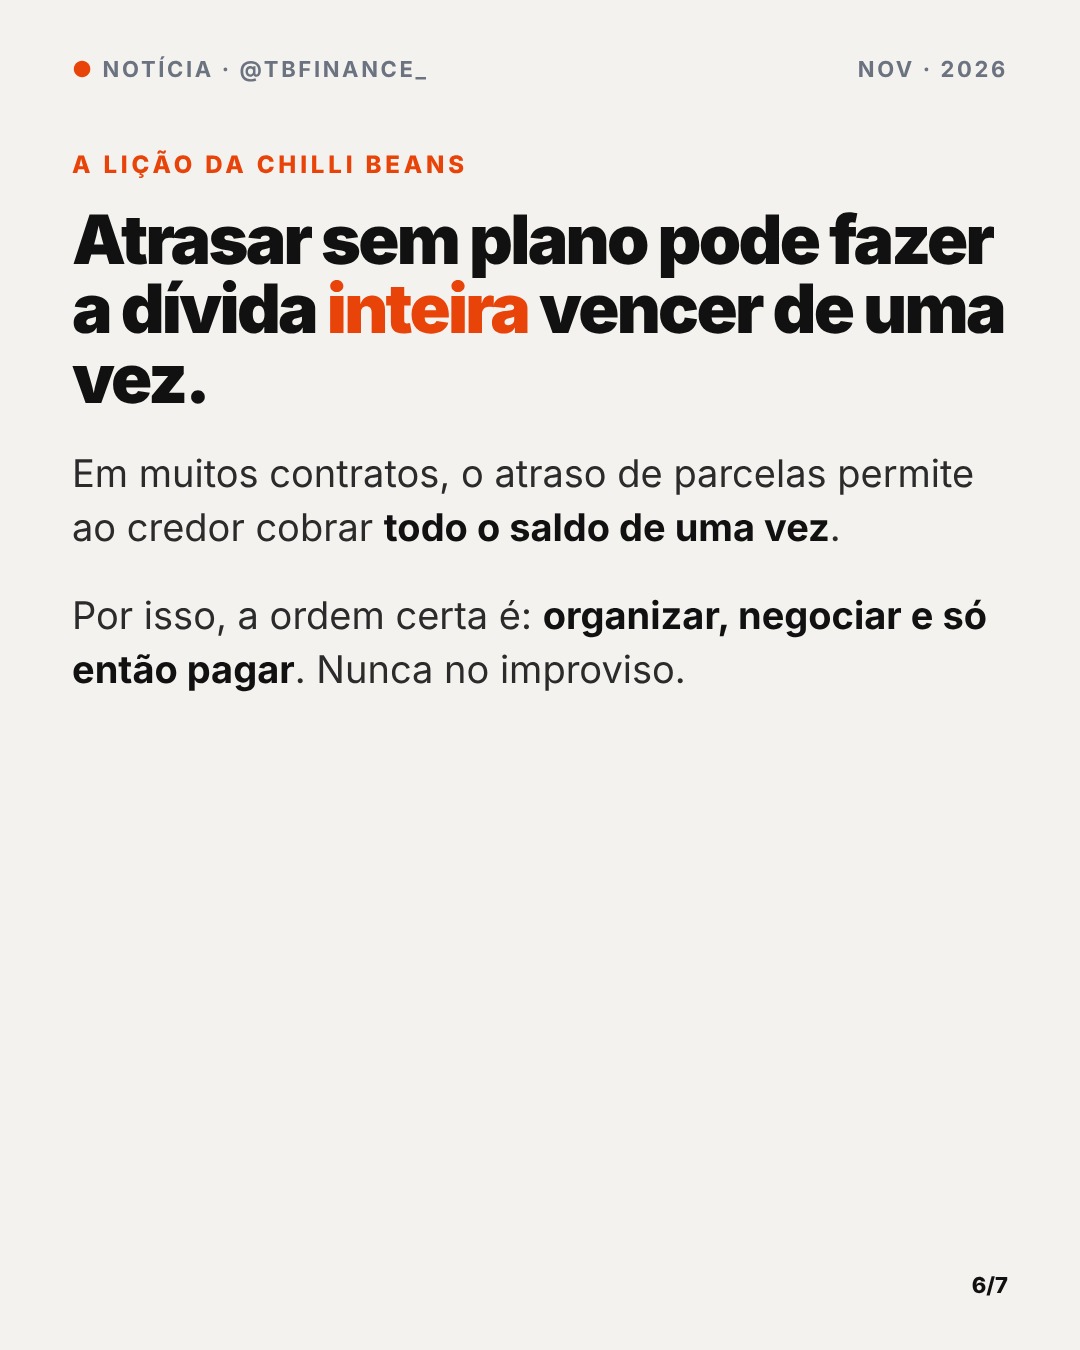 NOTÍCIA · @TBFINANCE_
NOV · 2026
A LIÇÃO DA CHILLI BEANS
Atrasar sem plano pode fazer
a dívida inteira vencer de uma
vez.
Em muitos contratos, o atraso de parcelas permite
ao credor cobrar todo o saldo de uma vez.
Por isso, a ordem certa é: organizar, negociar e só
então pagar. Nunca no improviso.
6/7